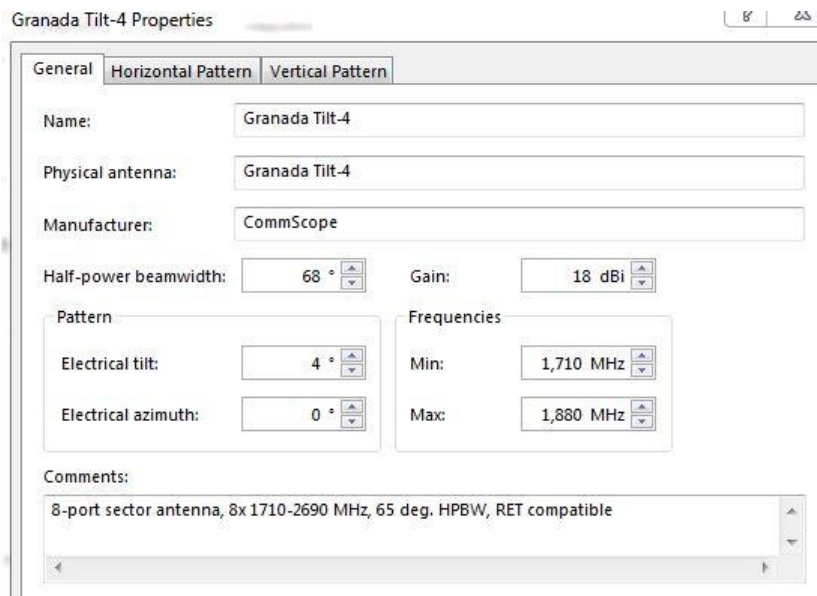 Granada Tilt-4 Properties
General Horizontal Pattern Vertical Pattern
Name: Granada Tilt-4
Physical antenna: Granada Tilt-4
Manufacturer: CommScope
Half-power beamwidth: 68 ° Gain: 18 dBi
Pattern Frequencies
Electrical tilt: 4 ° Min: 1,710 MHz
Electrical azimuth: 0 ° Max: 1,880 MHz
Comments:
8-port sector antenna, 8x 1710-2690 MHz, 65 deg. HPBW, RET compatible